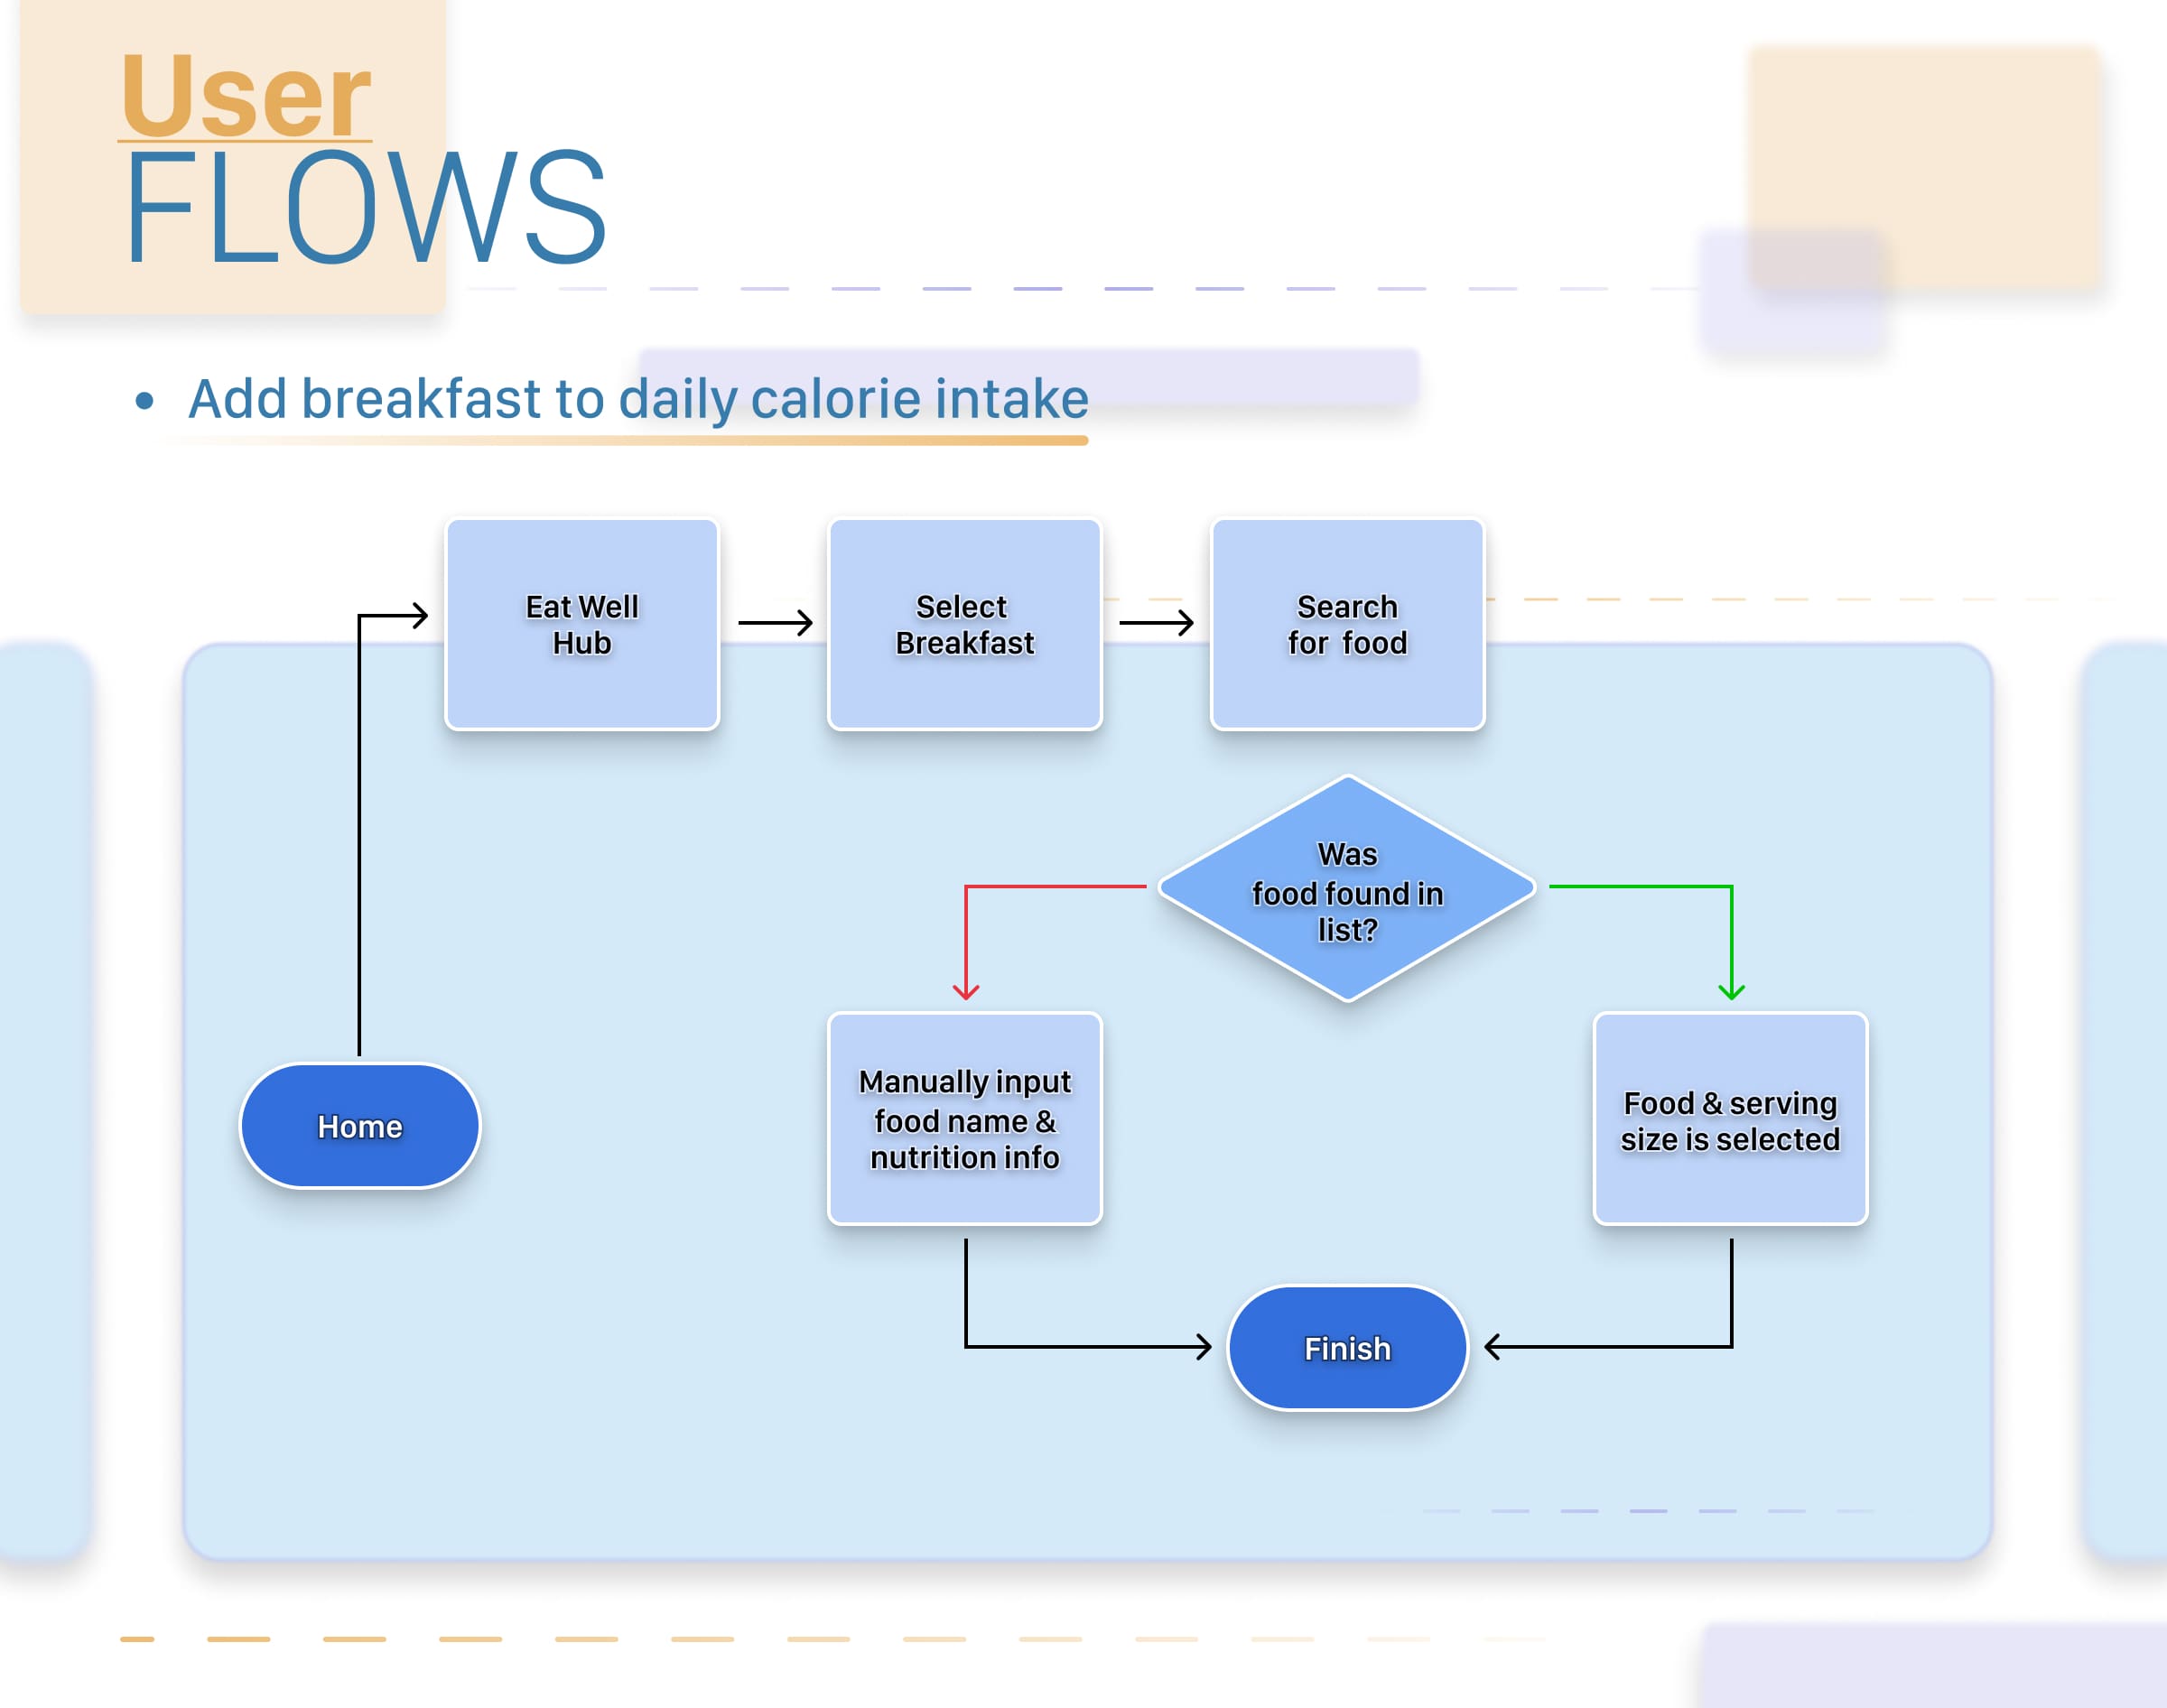 User
FLOWS
• Add breakfast to daily calorie intake
Eat Well
Hub
Select
Breakfast
Search
for food
Was
food found in
list?
Home
Manually input
food name &
nutrition info
Food & serving
size is selected
Finish